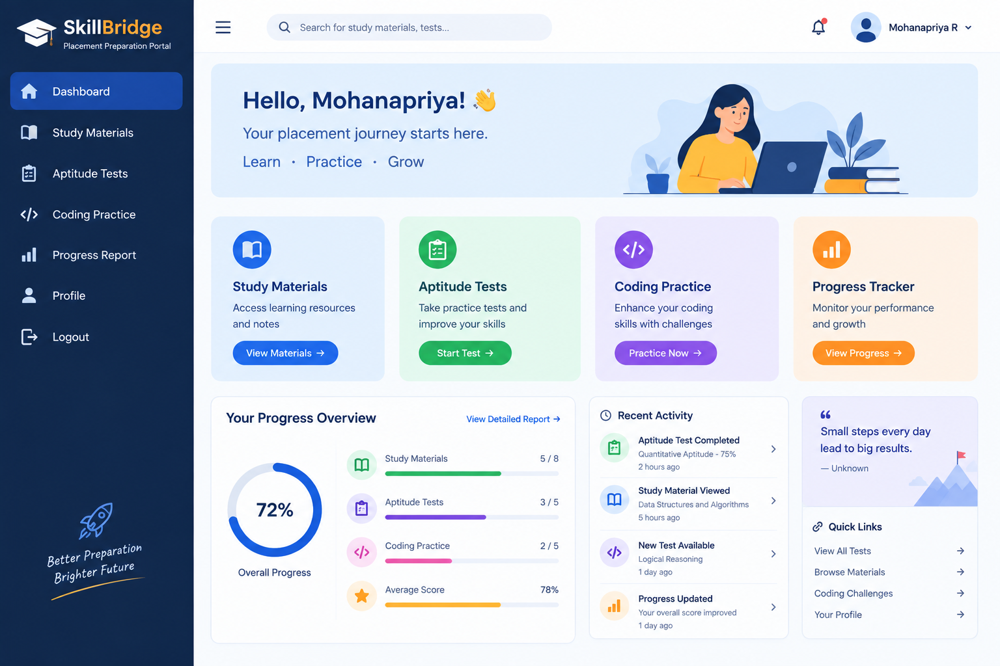 SkillBridge
Placement Preparation Portal
Dashboard
Study Materials
Aptitude Tests
Coding Practice
Progress Report
Profile
Logout
Better Preparation
Brighter Future
Search for study materials, tests...
Mohanapriya R
Hello, Mohanapriya! 👋
Your placement journey starts here.
Learn • Practice • Grow
Study Materials
Access learning resources
and notes
View Materials →
Aptitude Tests
Take practice tests and
improve your skills
Start Test →
Coding Practice
Enhance your coding
skills with challenges
Practice Now →
Progress Tracker
Monitor your performance
and growth
View Progress →
Your Progress Overview
View Detailed Report →
72%
Overall Progress
Study Materials 5 / 8
Aptitude Tests 3 / 5
Coding Practice 2 / 5
Average Score 78%
Recent Activity
Aptitude Test Completed
Quantitative Aptitude - 75%
2 hours ago
Study Material Viewed
Data Structures and Algorithms
5 hours ago
New Test Available
Logical Reasoning
1 day ago
Progress Updated
Your overall score improved
1 day ago
“
Small steps every day
lead to big results.
— Unknown
Quick Links
View All Tests →
Browse Materials →
Coding Challenges →
Your Profile →